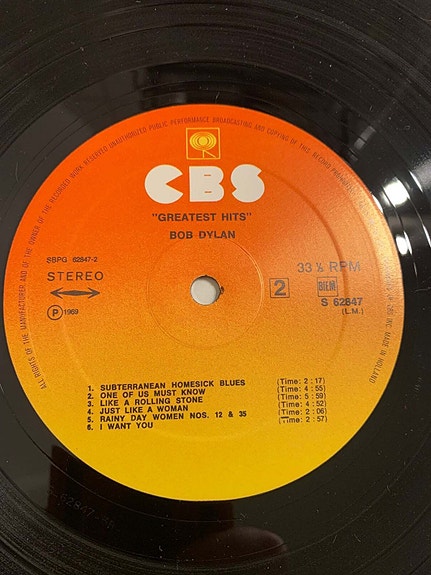 ALL RIGHTS OF THE MANUFACTURER AND OF THE OWNER OF THE RECORDED WORK RESERVED UNAUTHORIZED PUBLIC PERFORMANCE BROADCASTING AND COPYING OF THIS RECORD
MADE IN HOLLAND
CBS
"GREATEST HITS"
BOB DYLAN
SBPG 62847-2
STEREO
℗ 1969
33⅓ RPM
2
BIEM
S 62847
(L.M.)
1. SUBTERRANEAN HOMESICK BLUES (Time: 2:17)
2. ONE OF US MUST KNOW (Time: 4:55)
3. LIKE A ROLLING STONE (Time: 5:59)
4. JUST LIKE A WOMAN (Time: 4:52)
5. RAINY DAY WOMEN NOS. 12 & 35 (Time: 2:06)
6. I WANT YOU (Time: 2:57)